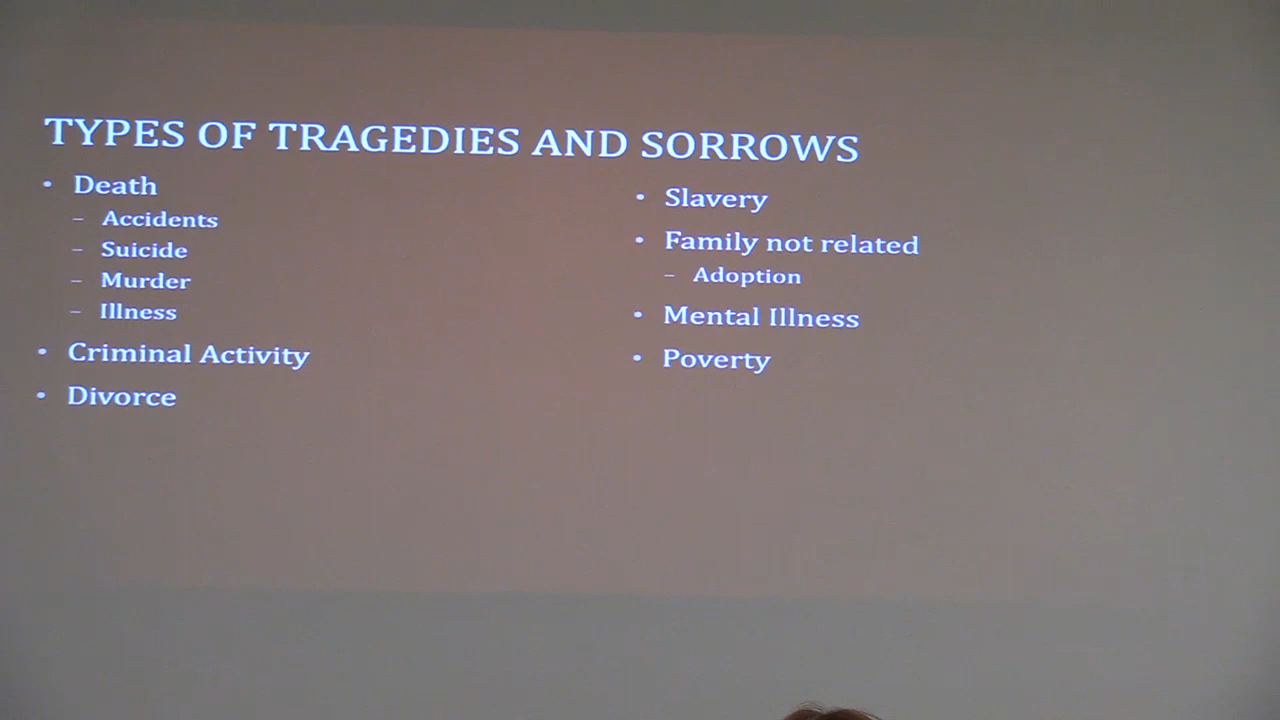 TYPES OF TRAGEDIES AND SORROWS
• Death
– Accidents
– Suicide
– Murder
– Illness
• Criminal Activity
• Divorce
• Slavery
• Family not related
– Adoption
• Mental Illness
• Poverty